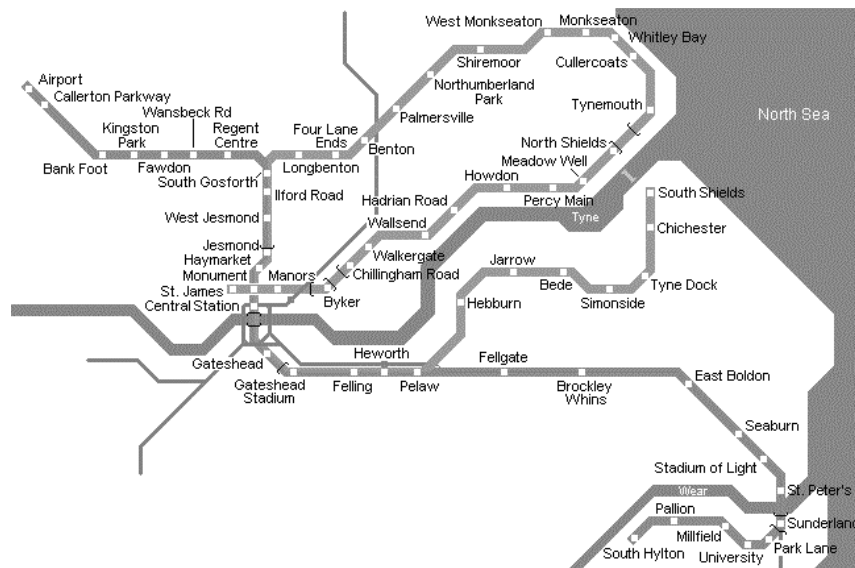 West Monkseaton
Monkseaton
Whitley Bay
Shiremoor
Cullercoats
Airport
Callerton Parkway
Northumberland
Park
Tynemouth
North Sea
Wansbeck Rd
Kingston
Park
Regent
Centre
Four Lane
Ends
Palmersville
Benton
North Shields
Meadow Well
Bank Foot
Fawdon
South Gosforth
Longbenton
Howdon
Ilford Road
Hadrian Road
Percy Main
South Shields
Tyne
West Jesmond
Wallsend
Chichester
Jesmond
Haymarket
Walkergate
Monument
Manors
Chillingham Road
Jarrow
St. James
Byker
Bede
Tyne Dock
Central Station
Hebburn
Simonside
Gateshead
Heworth
Fellgate
Gateshead
Stadium
Felling
Pelaw
Brockley
Whins
East Boldon
Seaburn
Stadium of Light
Wear
St. Peter's
Pallion
Sunderland
Millfield
Park Lane
South Hylton
University